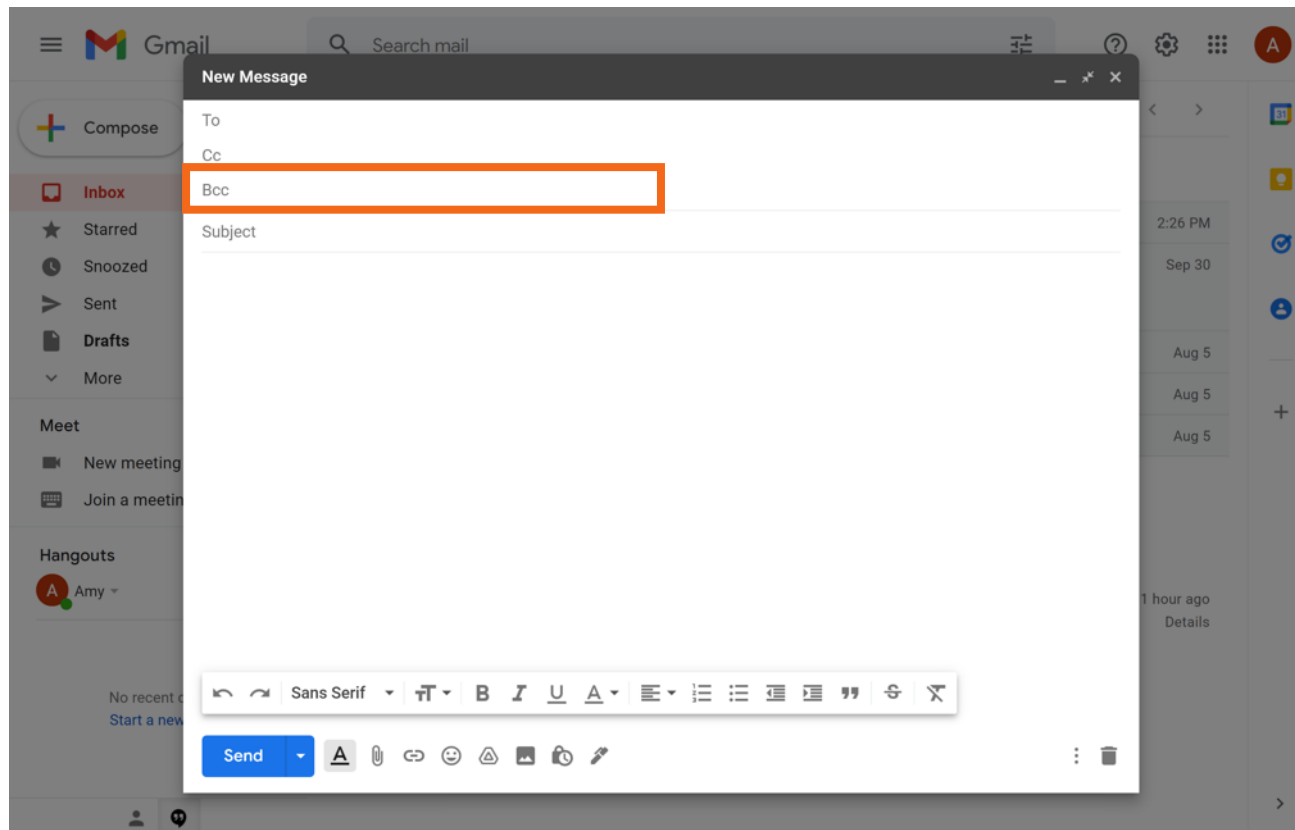 Gmail
Search mail
A
New Message
To
Compose
31
Cc
Inbox
Bcc
Starred
Subject
2:26 PM
Snoozed
Sep 30
Sent
Drafts
Aug 5
More
Aug 5
Meet
Aug 5
New meeting
Join a meetin
Hangouts
A Amy
1 hour ago
Details
No recent
Start a new
Sans Serif
B I U A
Send
A